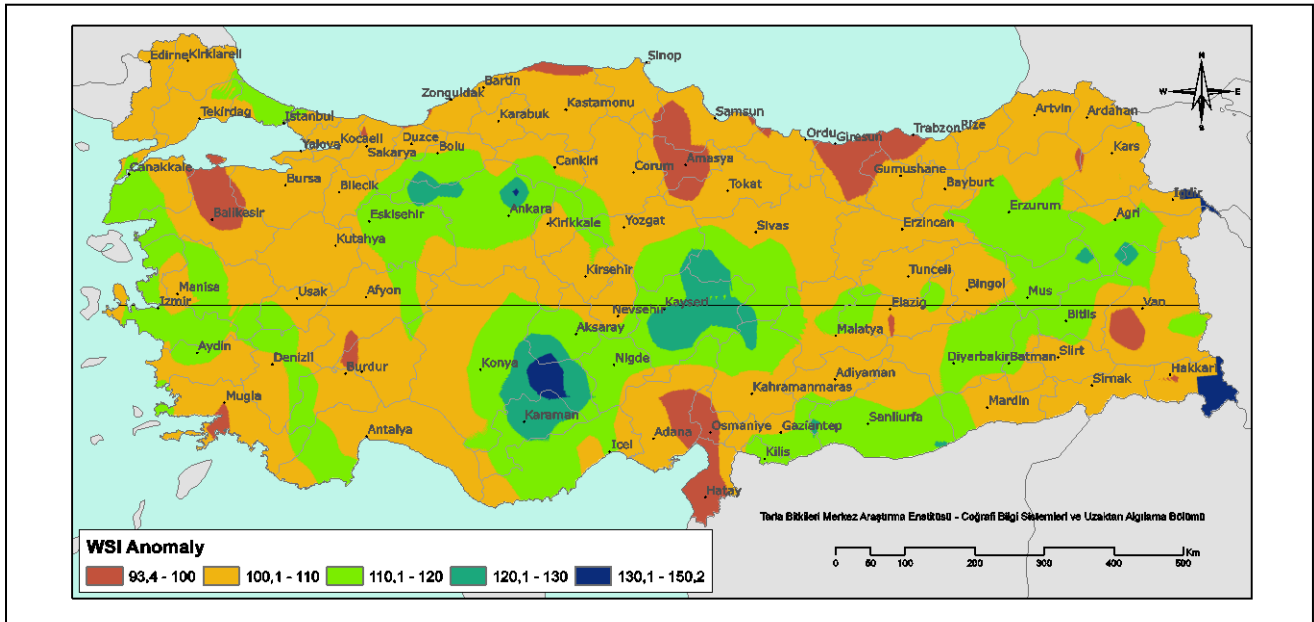 Sinop
Edirne Kirklareli
Bartin
Zonguldak
Kastamonu
Artvin
Ardahan
Tekirdag
Istanbul
Karabuk
Samsun
Rize
Trabzon
Kocaeli
Duzce
Ordu
Giresun
Yalova
Sakarya
Bolu
Kars
Canakkale
Cankiri
Corum
Amasya
Gumushane
Bursa
Bilecik
Tokat
Bayburt
Igdir
Balikesir
Eskisehir
Ankara
Kirikkale
Yozgat
Sivas
Erzincan
Erzurum
Agri
Kutahya
Manisa
Usak
Afyon
Kirsehir
Tunceli
Bingol
Izmir
Nevsehir
Kayseri
Elazig
Mus
Van
Aydin
Aksaray
Malatya
Bitlis
Denizli
Burdur
Konya
Nigde
Diyarbakir Batman
Siirt
Hakkari
Mugla
Kahramanmaras
Adiyaman
Mardin
Sirnak
Antalya
Karaman
Adana
Osmaniye
Gaziantep
Sanliurfa
Icel
Kilis
Hatay
N
W E
S
Tarla Bitkileri Merkez Araştırma Enstitüsü - Coğrafi Bilgi Sistemleri ve Uzaktan Algılama Bölümü
WSI Anomaly
93,4 - 100 100,1 - 110 110,1 - 120 120,1 - 130 130,1 - 150,2
Km
0 50 100 200 300 400 500